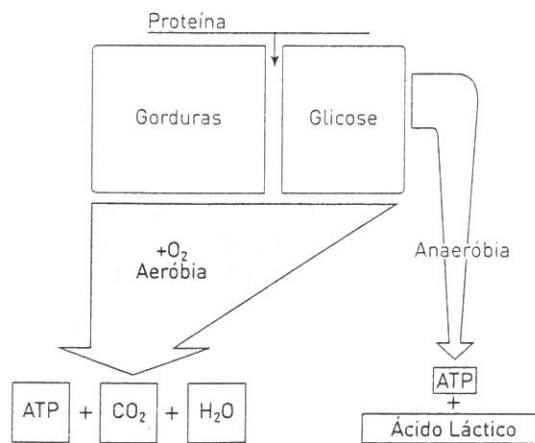 Proteína
Gorduras
Glicose
+O₂
Aeróbia
Anaeróbia
ATP + CO₂ + H₂O
ATP
+
Ácido Láctico